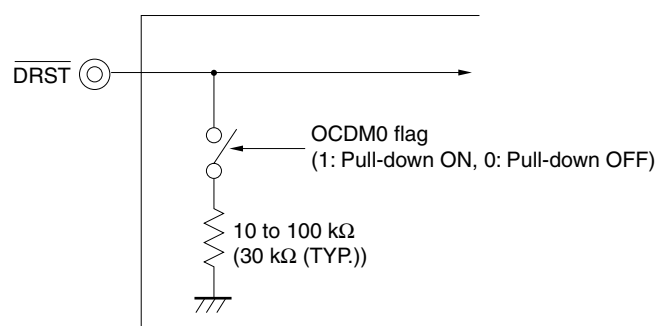 DRST
OCDM0 flag
(1: Pull-down ON, 0: Pull-down OFF)
10 to 100 kΩ
(30 kΩ (TYP.))